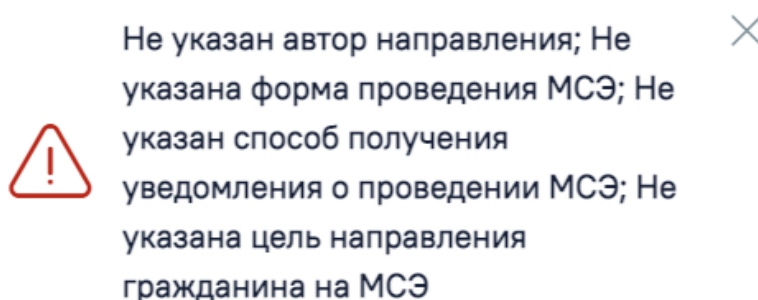 Не указан автор направления; Не
указана форма проведения МСЭ; Не
указан способ получения
уведомления о проведении МСЭ; Не
указана цель направления
гражданина на МСЭ